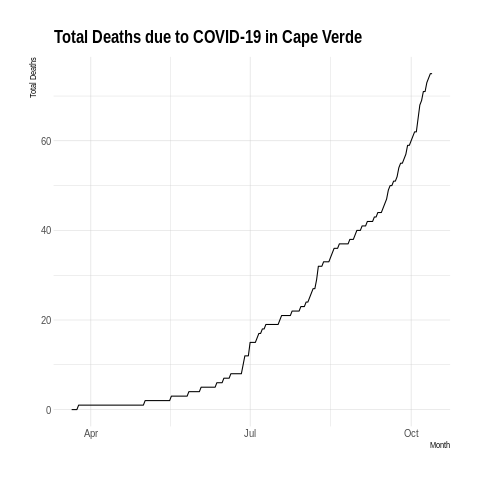 Total Deaths due to COVID-19 in Cape Verde
Total Deaths
60
40
20
0
Apr Jul Oct
Month